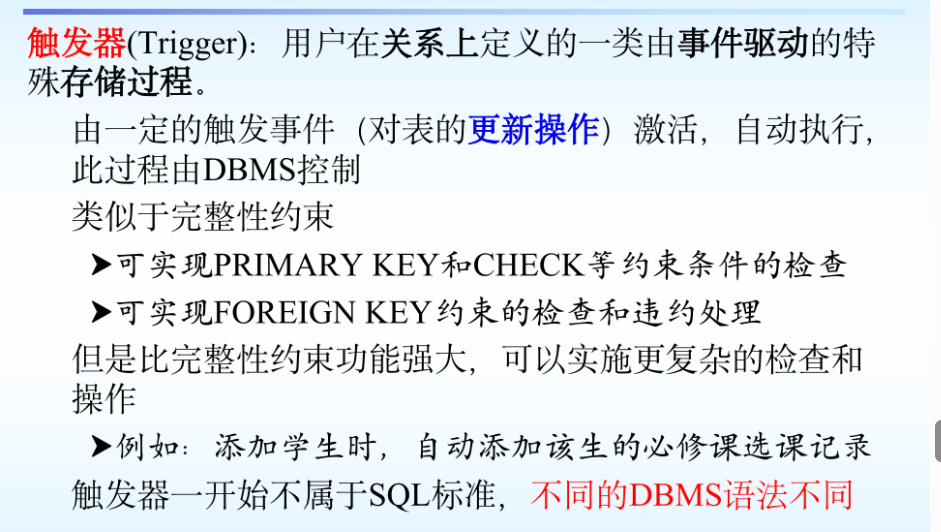 触发器(Trigger)：用户在关系上定义的一类由事件驱动的特
殊存储过程。
由一定的触发事件（对表的更新操作）激活，自动执行，
此过程由DBMS控制
类似于完整性约束
➤可实现PRIMARY KEY和CHECK等约束条件的检查
➤可实现FOREIGN KEY约束的检查和违约处理
但是比完整性约束功能强大，可以实施更复杂的检查和
操作
➤例如：添加学生时，自动添加该生的必修课选课记录
触发器一开始不属于SQL标准，不同的DBMS语法不同